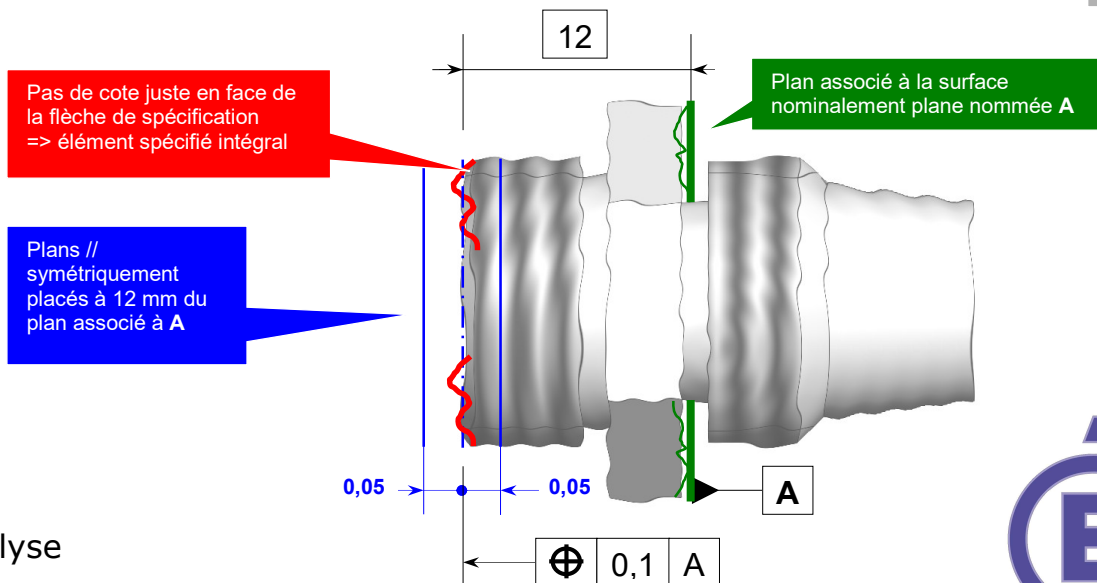 12
Pas de cote juste en face de
la flèche de spécification
=> élément spécifié intégral
Plan associé à la surface
nominalement plane nommée A
Plans //
symétriquement
placés à 12 mm du
plan associé à A
0,05
0,05
A
lyse
⌖ 0,1 A
E